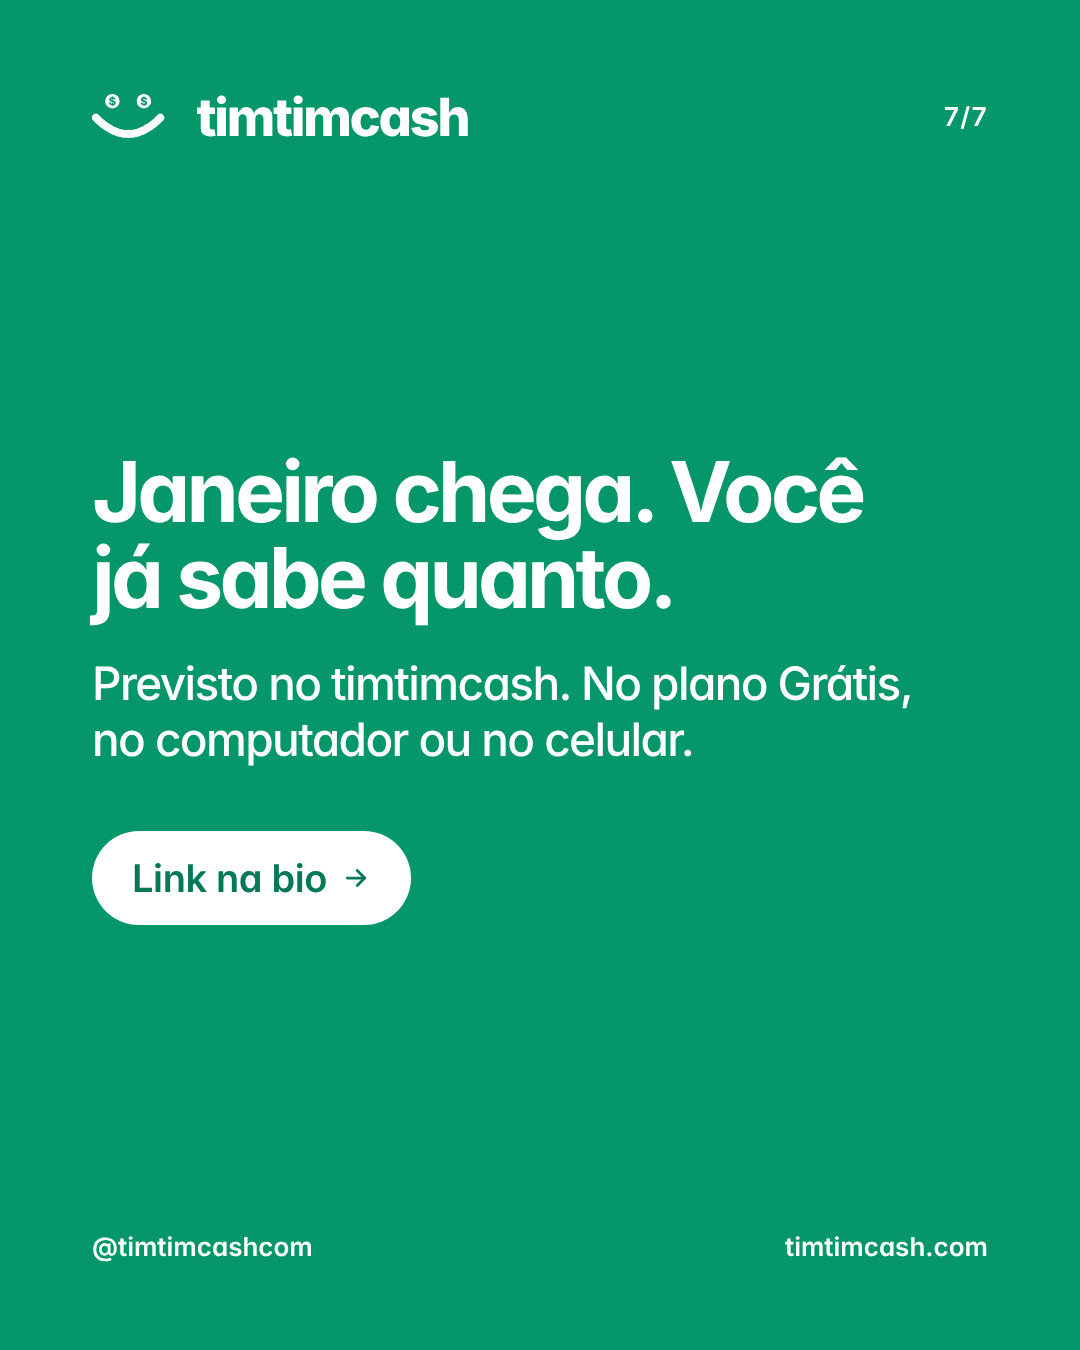 timtimcash
7/7
Janeiro chega. Você
já sabe quanto.
Previsto no timtimcash. No plano Grátis,
no computador ou no celular.
Link na bio →
@timtimcashcom
timtimcash.com